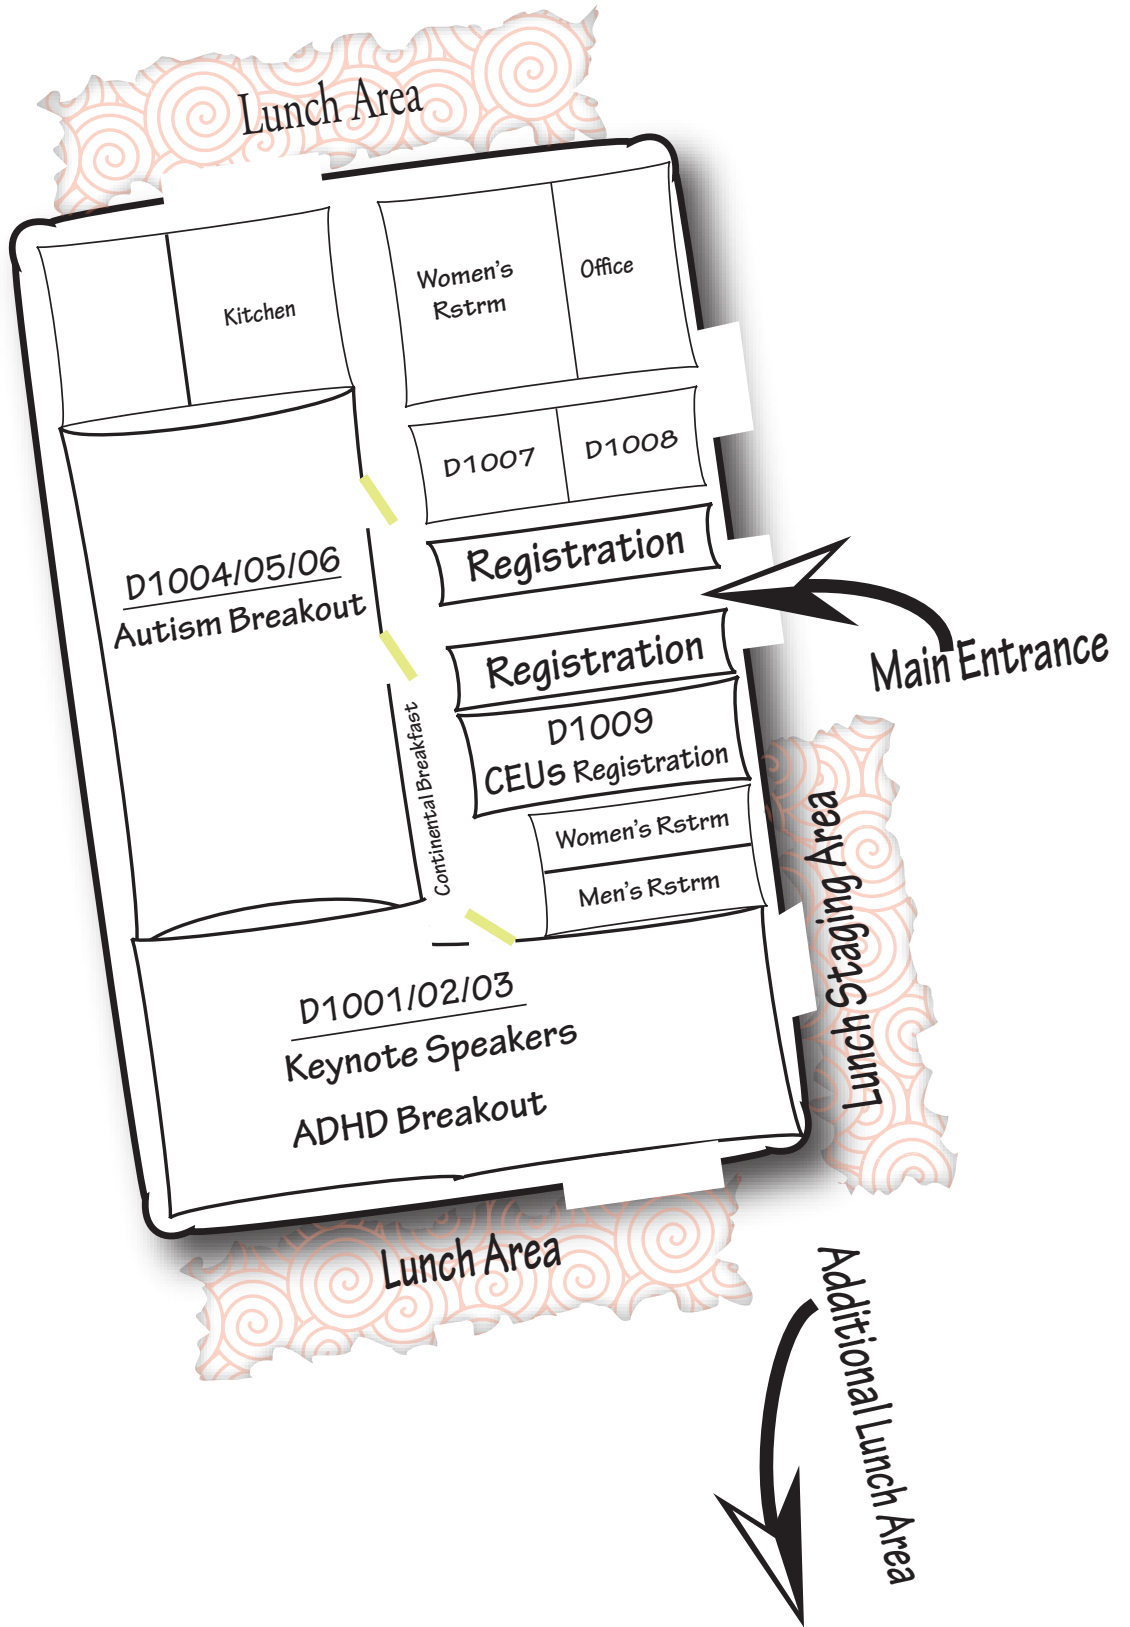 Lunch Area
Kitchen
Women's
Rstrm
Office
D1007
D1008
Registration
D1004/05/06
Autism Breakout
Main Entrance
Registration
Continental Breakfast
D1009
CEUs Registration
Women's Rstrm
Men's Rstrm
Lunch Staging Area
D1001/02/03
Keynote Speakers
ADHD Breakout
Lunch Area
Additional Lunch Area